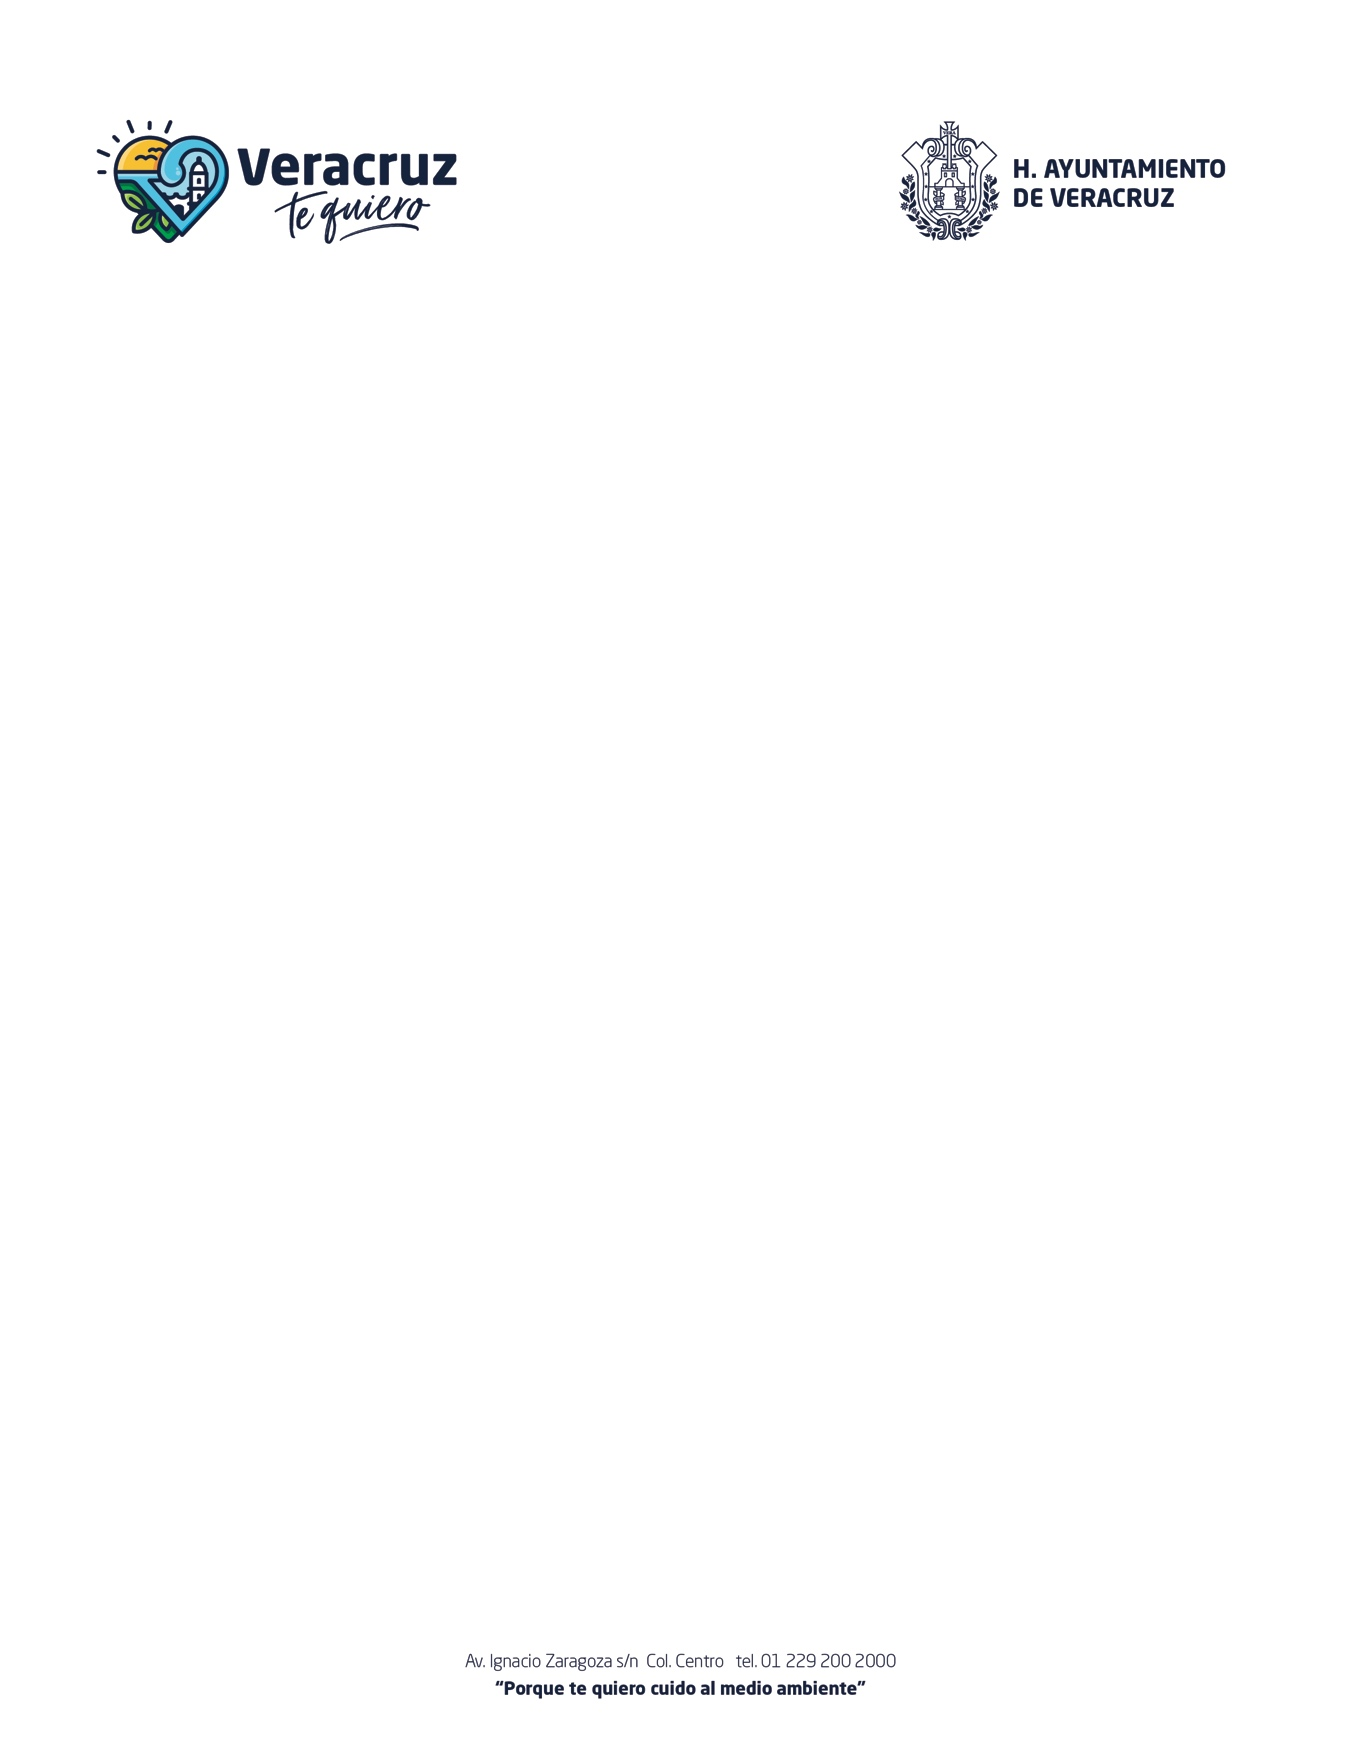 Veracruz
te quiero
H. AYUNTAMIENTO
DE VERACRUZ
Av. Ignacio Zaragoza s/n  Col. Centro   tel. 01 229 200 2000
“Porque te quiero cuido al medio ambiente”